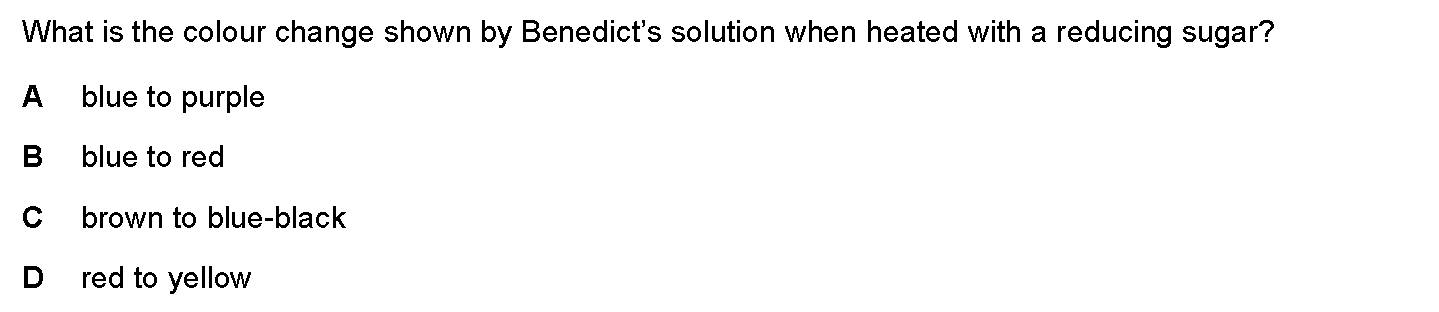 What is the colour change shown by Benedict’s solution when heated with a reducing sugar?
A blue to purple
B blue to red
C brown to blue-black
D red to yellow